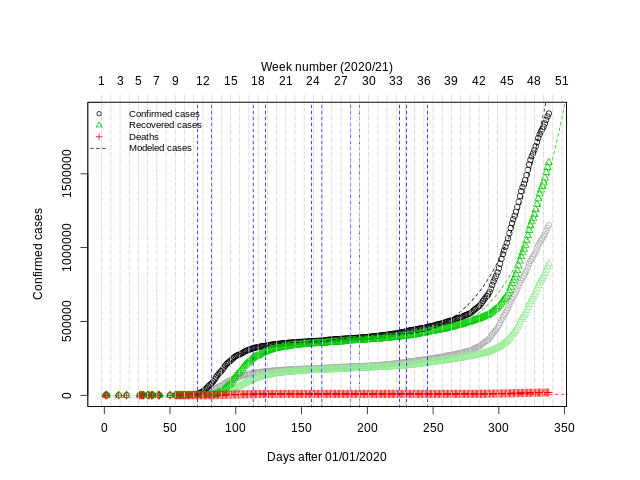 Week number (2020/21)
1 3 5 7 9 12 15 18 21 24 27 30 33 36 39 42 45 48 51
Confirmed cases
Recovered cases
Deaths
Modeled cases
Confirmed cases
1500000
1000000
500000
0
0 50 100 150 200 250 300 350
Days after 01/01/2020